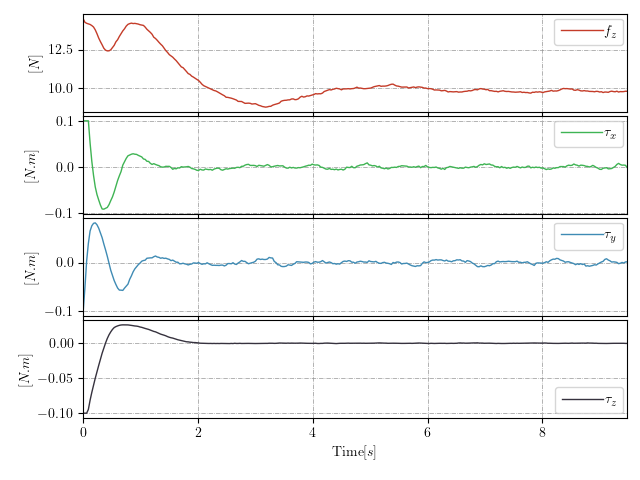 12.5
10.0
[N]
f_z
0.1
0.0
−0.1
[N.m]
τ_x
0.0
−0.1
[N.m]
τ_y
0.00
−0.05
−0.10
[N.m]
τ_z
0 2 4 6 8
Time[s]